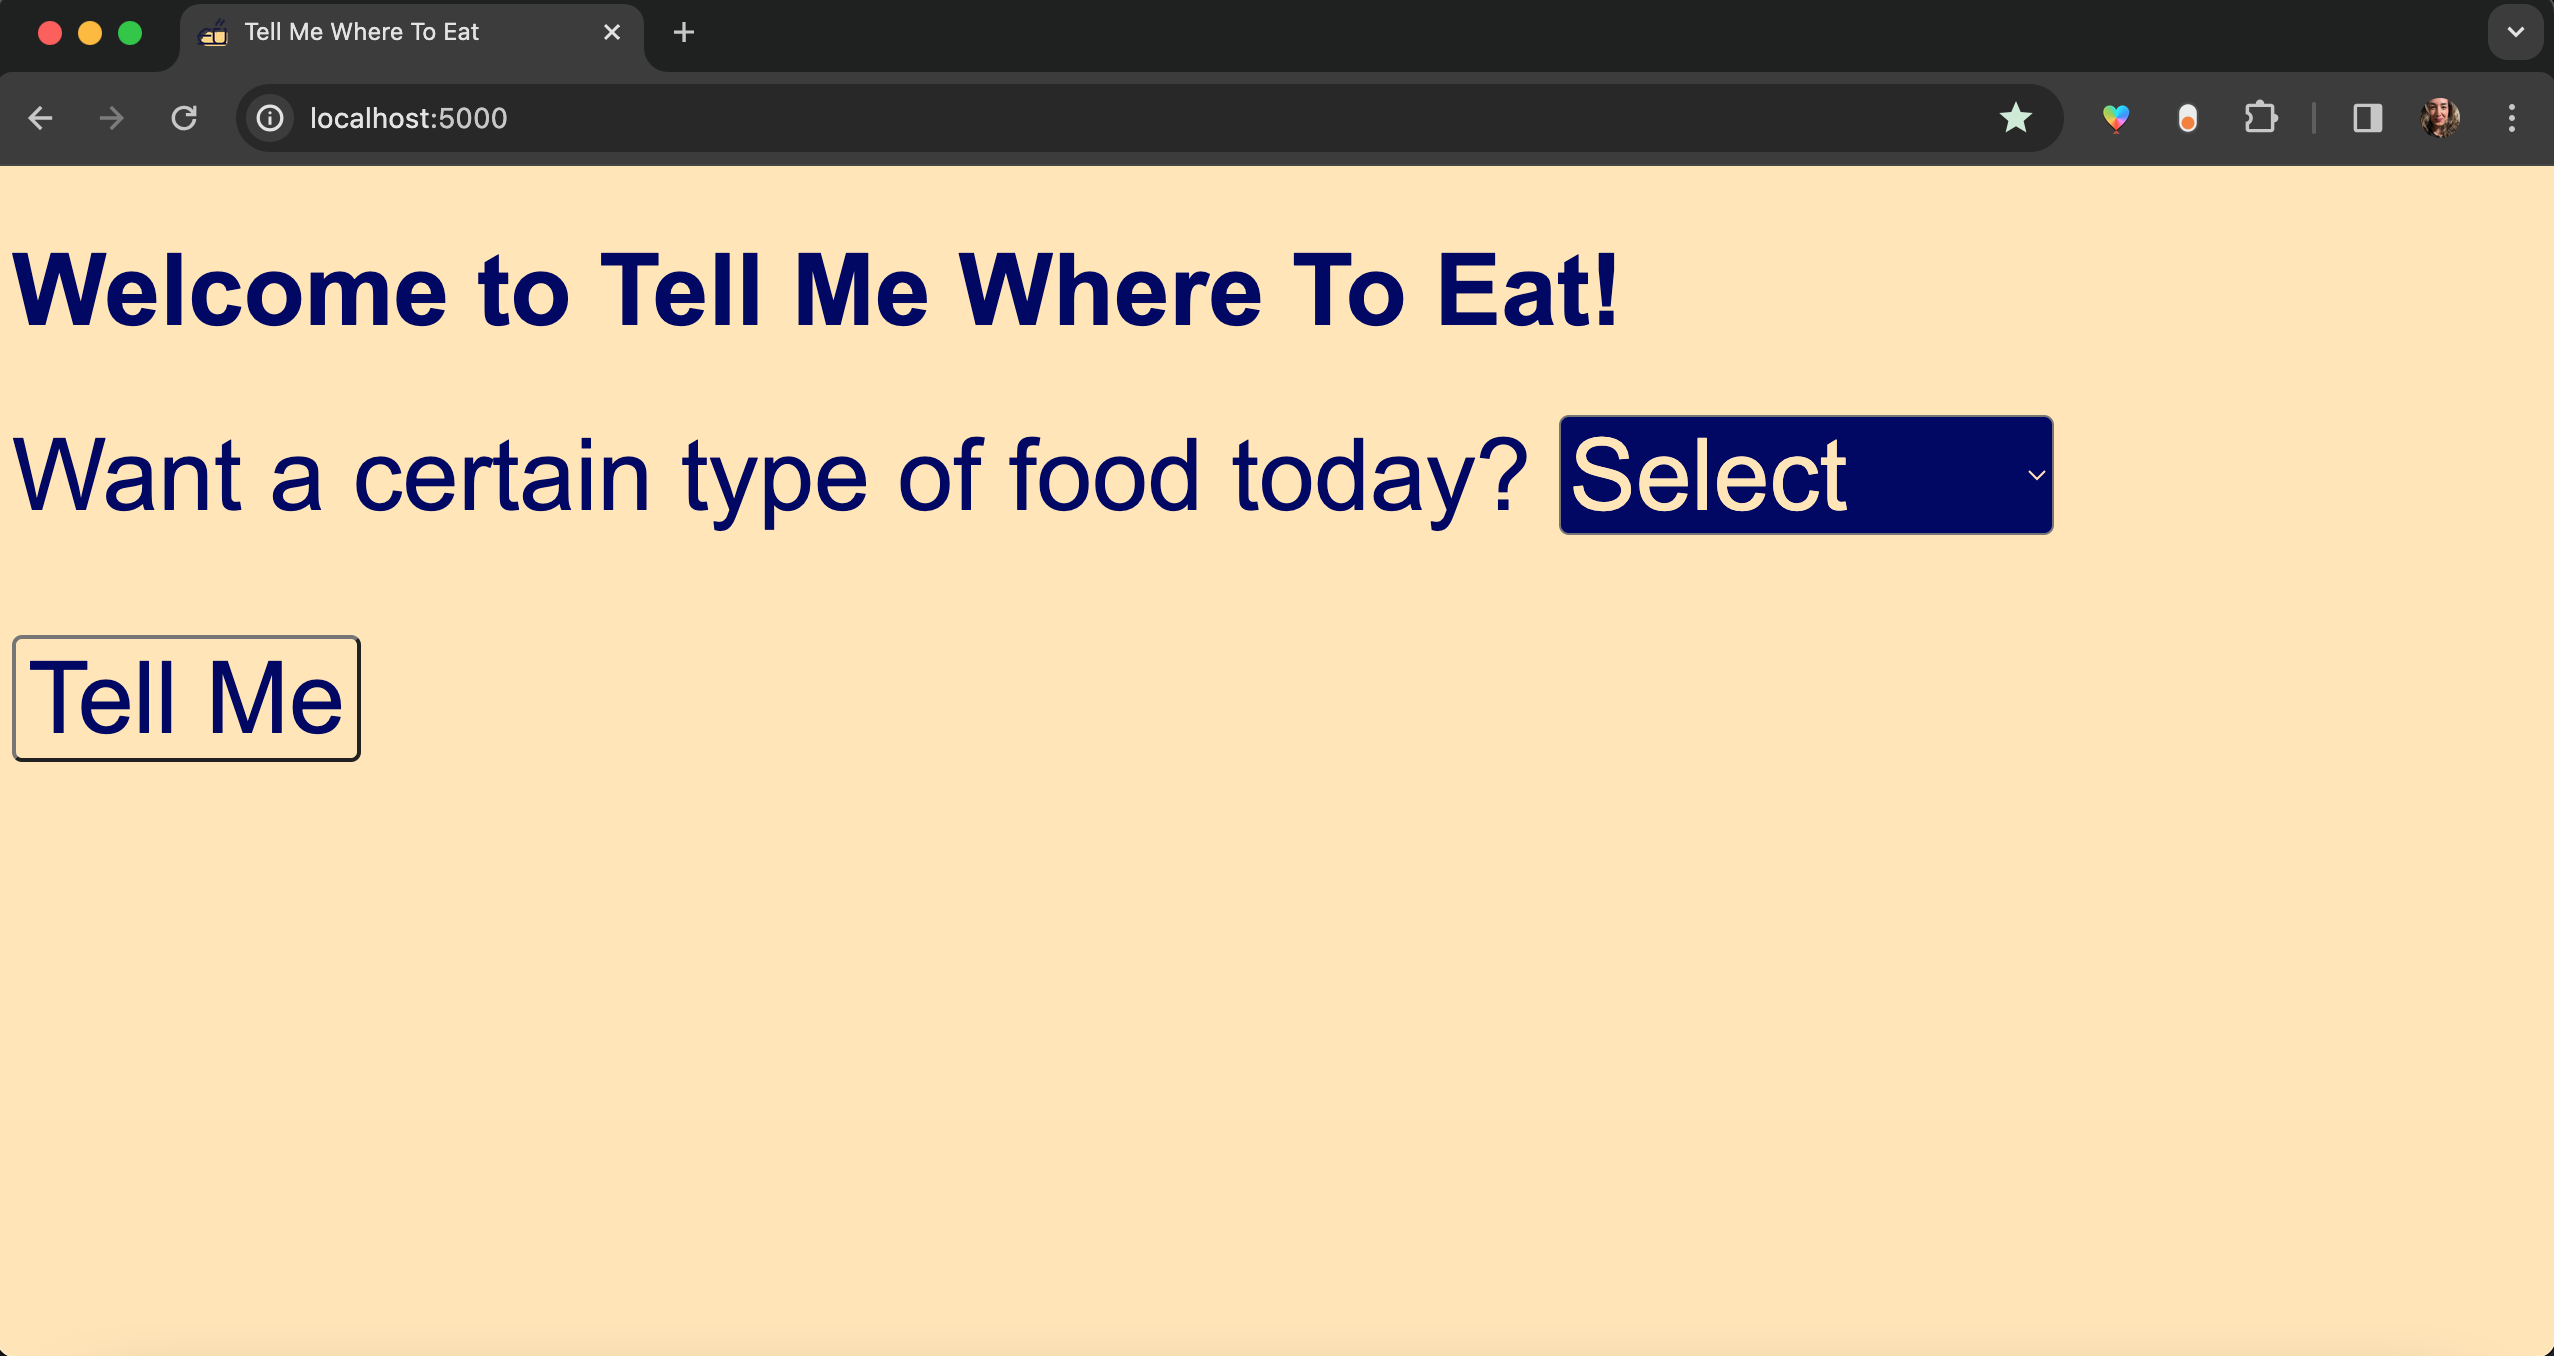 Tell Me Where To Eat
localhost:5000
Welcome to Tell Me Where To Eat!
Want a certain type of food today? Select
Tell Me